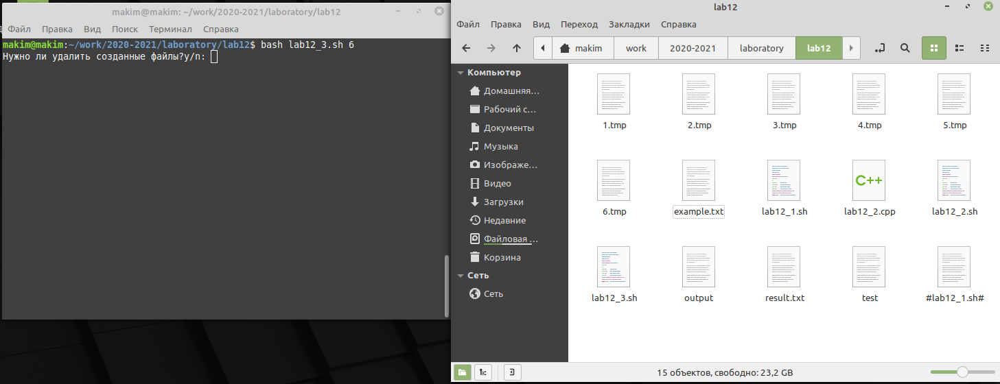 makim@makim: ~/work/2020-2021/laboratory/lab12
Файл Правка Вид Поиск Терминал Справка
makim@makim:~/work/2020-2021/laboratory/lab12$ bash lab12_3.sh 6
Нужно ли удалить созданные файлы?y/n:
lab12
Файл Правка Вид Переход Закладки Справка
makim work 2020-2021 laboratory lab12
Компьютер
Домашняя…
Рабочий с…
Документы
Музыка
Изображе…
Видео
Загрузки
Недавние
Файловая …
Корзина
Сеть
Сеть
1.tmp 2.tmp 3.tmp 4.tmp 5.tmp
C++
6.tmp example.txt lab12_1.sh lab12_2.cpp lab12_2.sh
lab12_3.sh output result.txt test #lab12_1.sh#
15 объектов, свободно: 23,2 GB